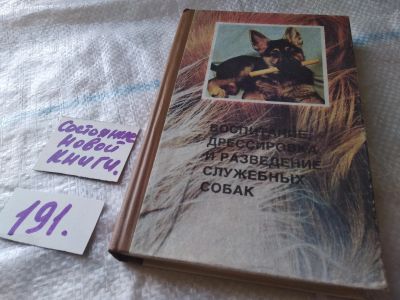 Состояние
новой
книги.
191.
ВОСПИТАНИЕ,
ДРЕССИРОВКА
И РАЗВЕДЕНИЕ
СЛУЖЕБНЫХ
СОБАК